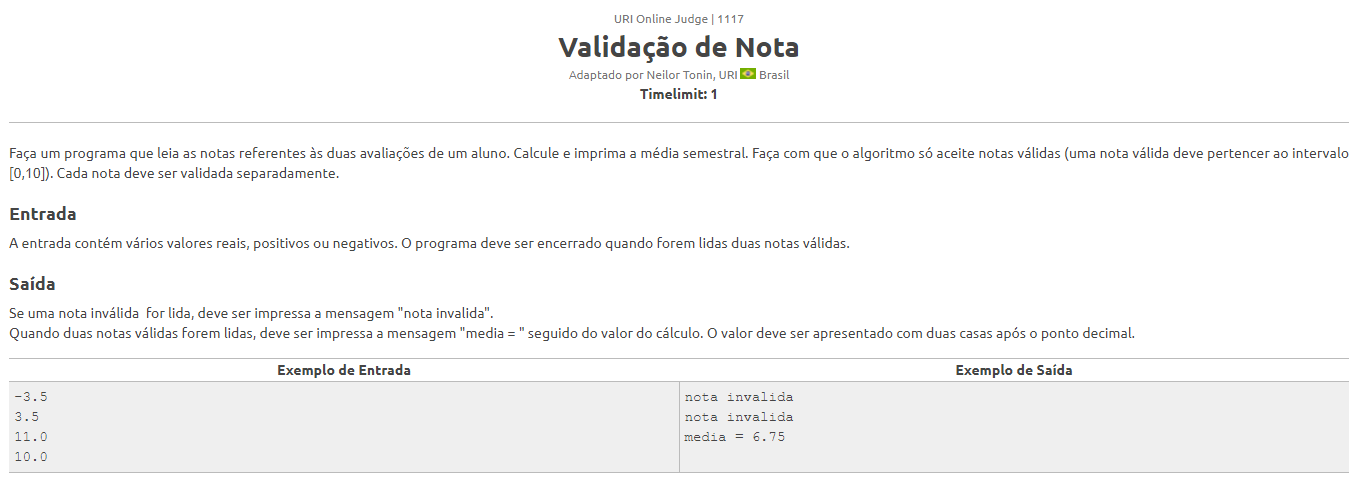 URI Online Judge | 1117
Validação de Nota
Adaptado por Neilor Tonin, URI Brasil
Timelimit: 1
Faça um programa que leia as notas referentes às duas avaliações de um aluno. Calcule e imprima a média semestral. Faça com que o algoritmo só aceite notas válidas (uma nota válida deve pertencer ao intervalo
[0,10]). Cada nota deve ser validada separadamente.
Entrada
A entrada contém vários valores reais, positivos ou negativos. O programa deve ser encerrado quando forem lidas duas notas válidas.
Saída
Se uma nota inválida  for lida, deve ser impressa a mensagem "nota invalida".
Quando duas notas válidas forem lidas, deve ser impressa a mensagem "media = " seguido do valor do cálculo. O valor deve ser apresentado com duas casas após o ponto decimal.
Exemplo de Entrada
Exemplo de Saída
-3.5
3.5
11.0
10.0
nota invalida
nota invalida
media = 6.75